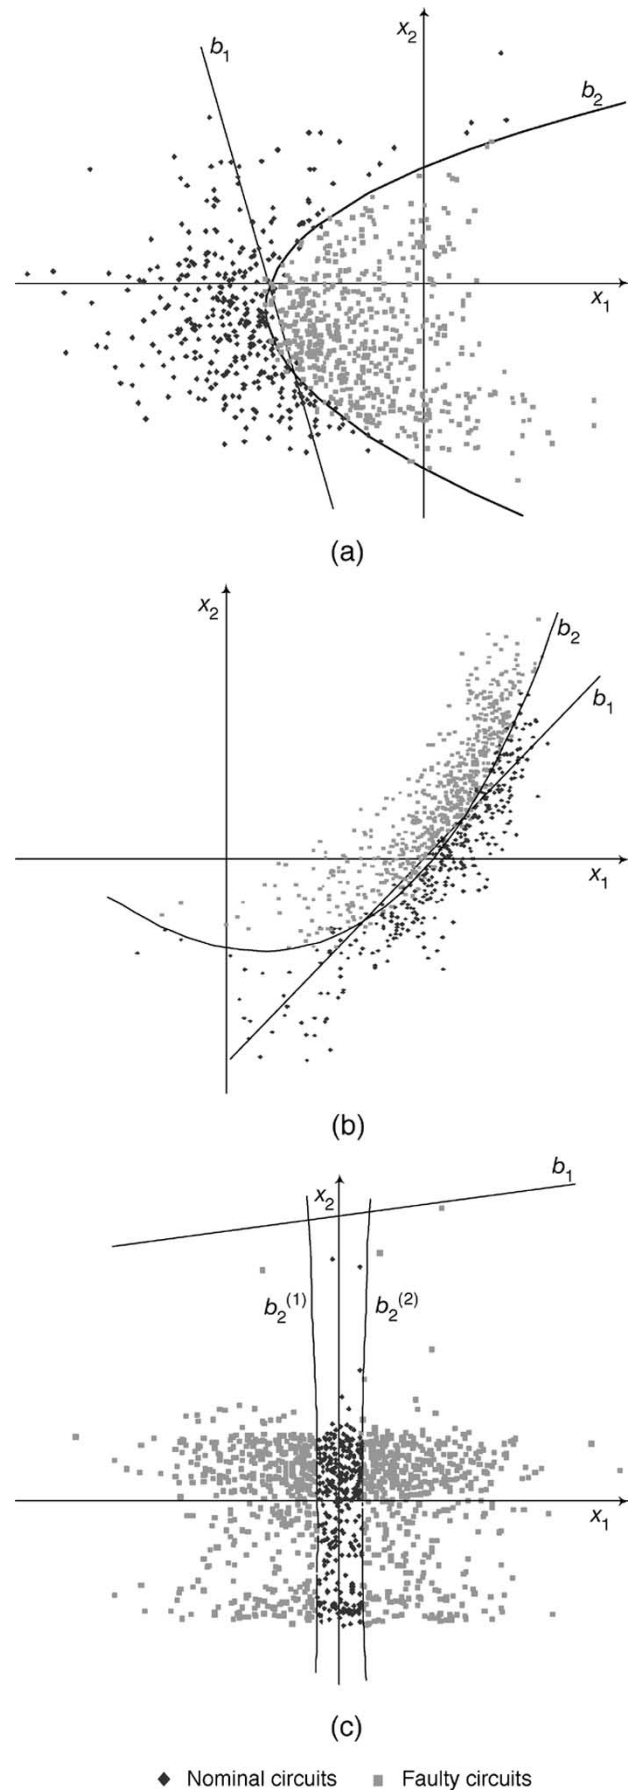 x2
b1
b2
x1
(a)
x2
b2
b1
x1
(b)
b1
x2
b2(1)
b2(2)
x1
(c)
Nominal circuits
Faulty circuits